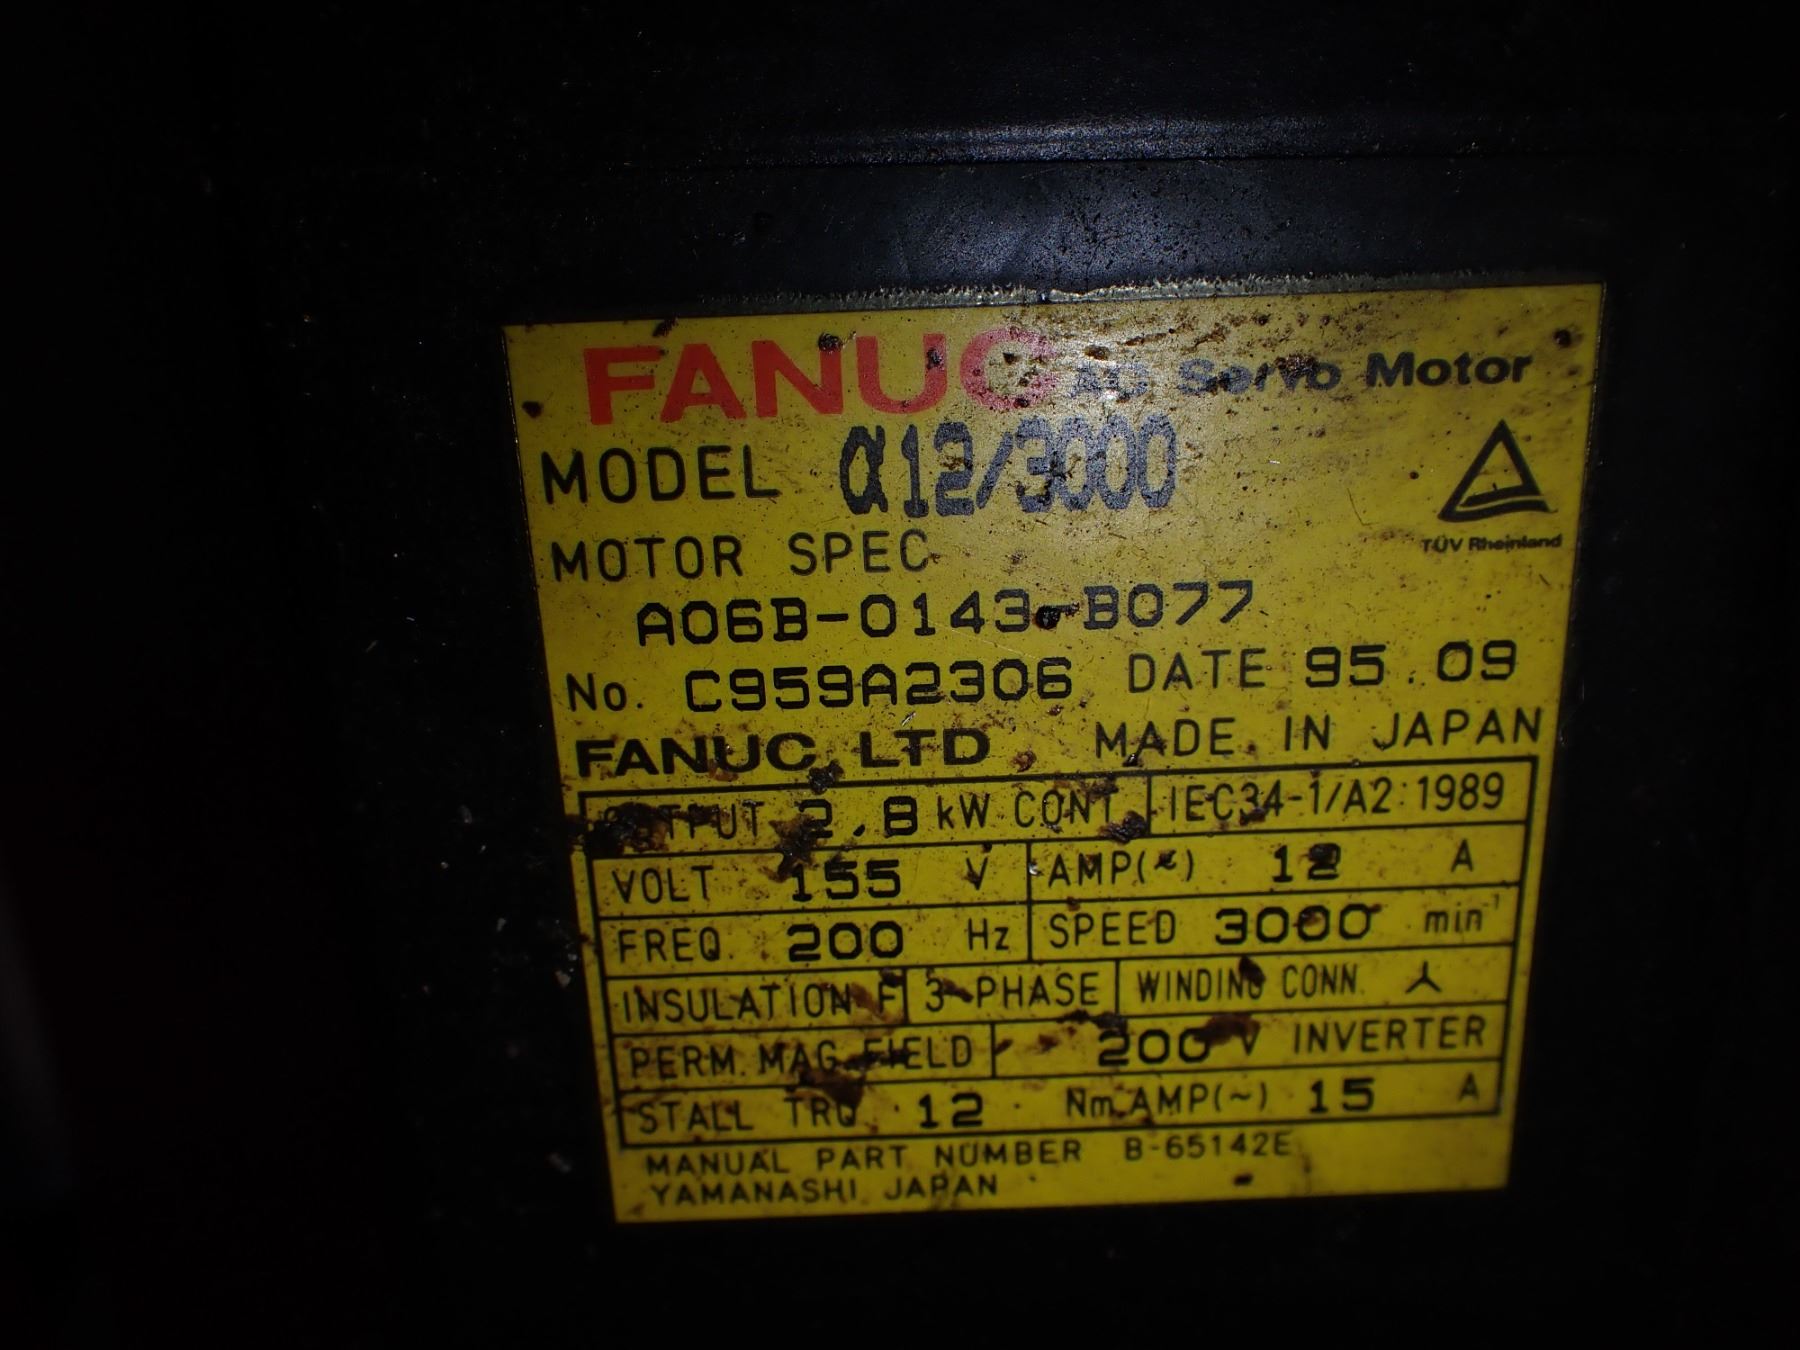 FANUC AC Servo Motor
MODEL α12/3000
TÜV Rheinland
MOTOR SPEC
A06B-0143-B077
No. C959A2306 DATE 95.09
FANUC LTD MADE IN JAPAN
OUTPUT 2.8 kW CONT IEC34-1/A2:1989
VOLT 155 V AMP(~) 12 A
FREQ. 200 Hz SPEED 3000 min⁻¹
INSULATION F 3-PHASE WINDING CONN.
PERM. MAG. FIELD 200 V INVERTER
STALL TRQ 12 Nm AMP(~) 15 A
MANUAL PART NUMBER B-65142E
YAMANASHI JAPAN